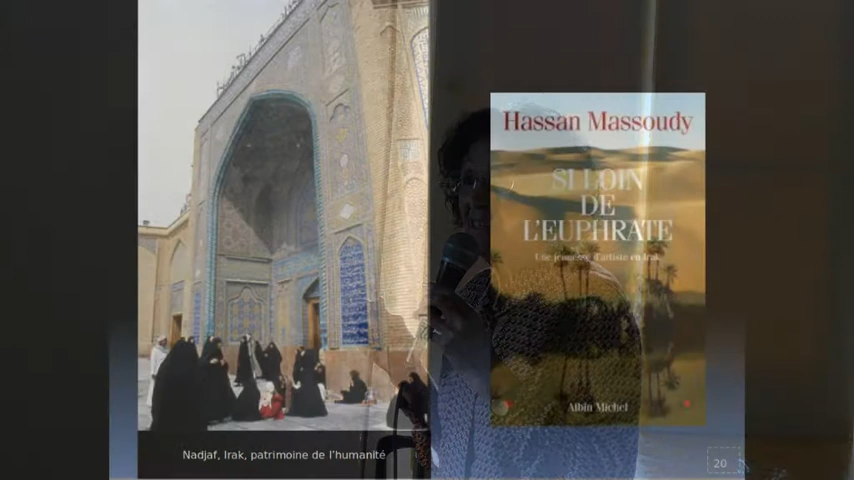 Hassan Massoudy
SI LOIN
DE
L'EUPHRATE
Une jeunesse d'artiste en Irak
Albin Michel
Nadjaf, Irak, patrimoine de l'humanité
20